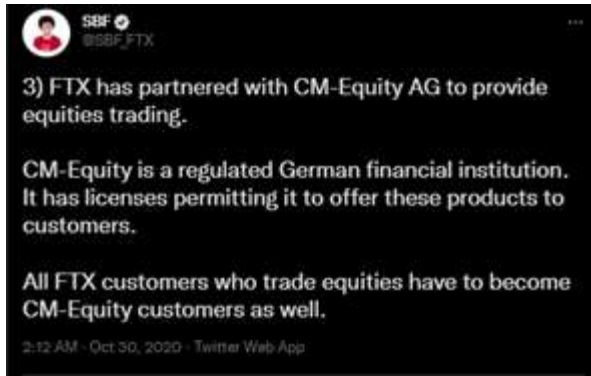 SBF
@SBF_FTX
3) FTX has partnered with CM-Equity AG to provide
equities trading.
CM-Equity is a regulated German financial institution.
It has licenses permitting it to offer these products to
customers.
All FTX customers who trade equities have to become
CM-Equity customers as well.
2:12 AM · Oct 30, 2020 · Twitter Web App